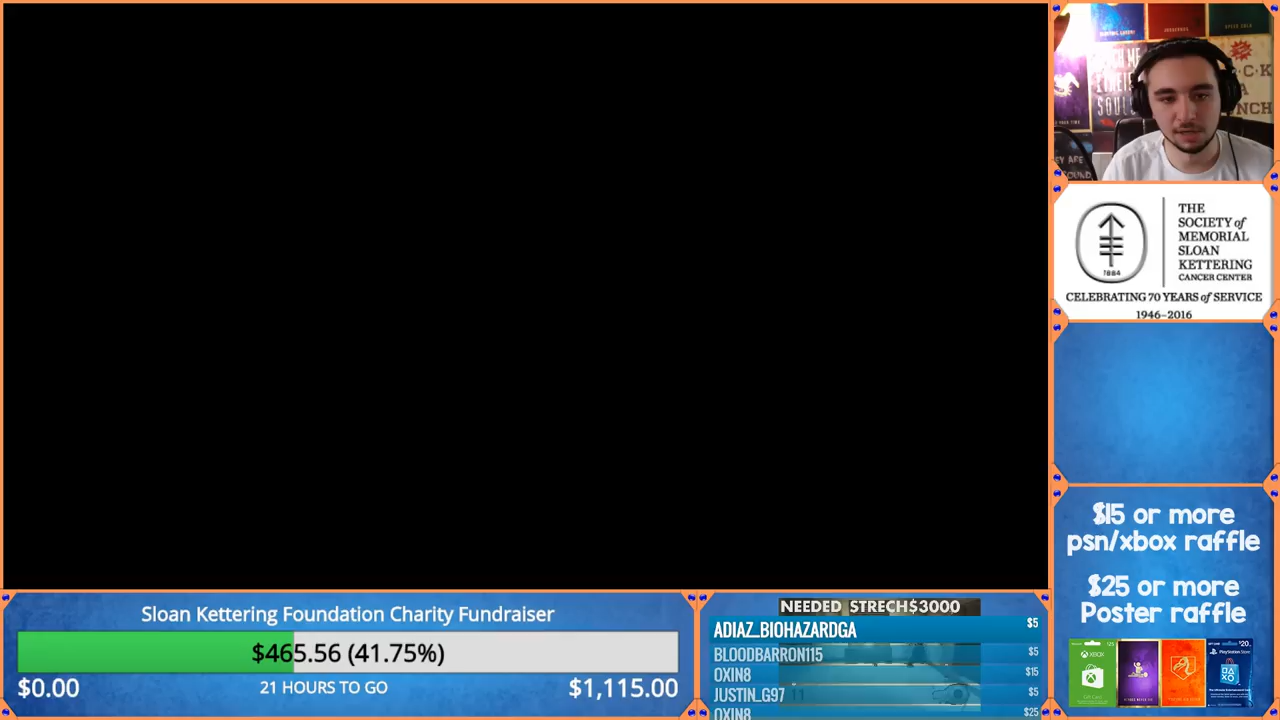 THE
SOCIETY of
MEMORIAL
SLOAN
KETTERING
CANCER CENTER
1884
CELEBRATING 70 YEARS of SERVICE
1946-2016
$15 or more
psn/xbox raffle
$25 or more
Poster raffle
XBOX
Sloan Kettering Foundation Charity Fundraiser
$465.56 (41.75%)
$0.00
21 HOURS TO GO
$1,115.00
NEEDED STRECH$3000
ADIAZ_BIOHAZARDGA $5
BLOODBARRON115 $5
OXIN8 $15
JUSTIN_G97 $5
OXIN8 $25